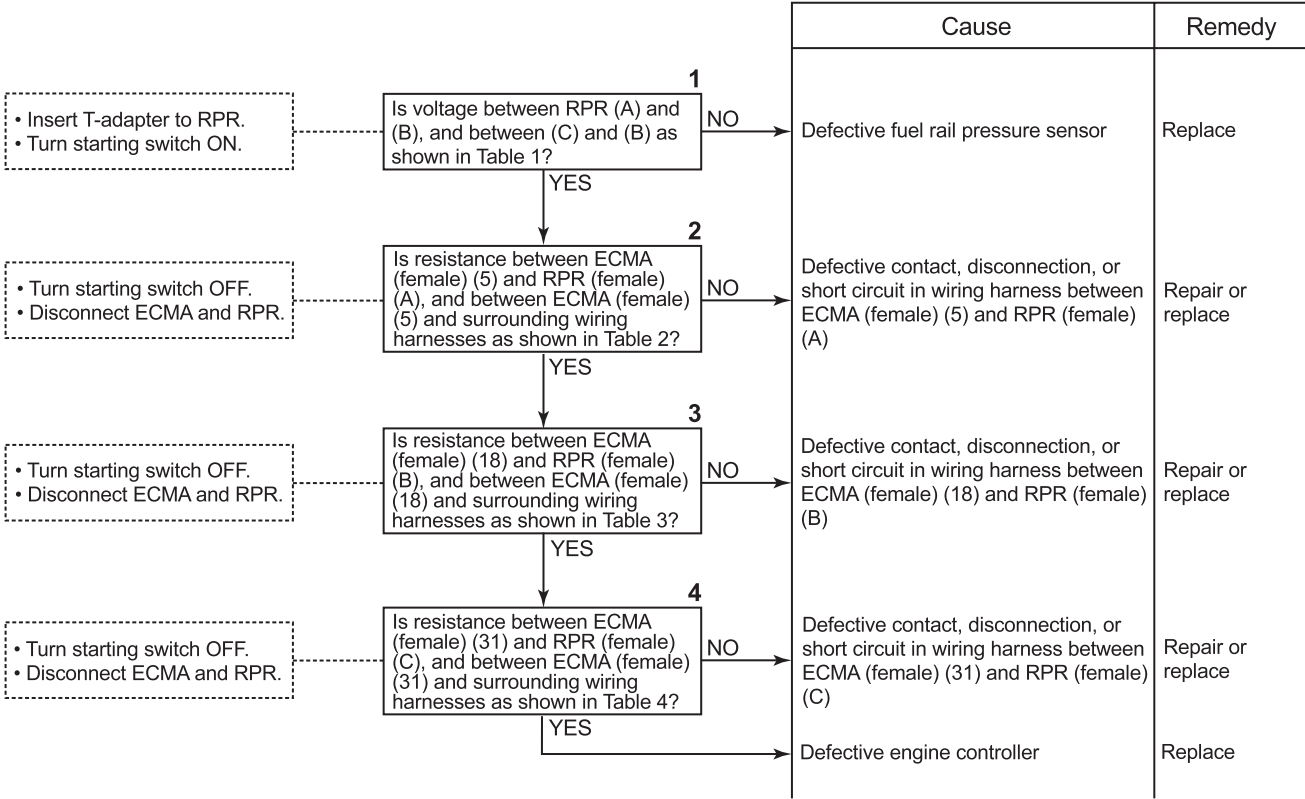 Cause
Remedy
1
• Insert T-adapter to RPR.
• Turn starting switch ON.
Is voltage between RPR (A) and
(B), and between (C) and (B) as
shown in Table 1?
NO
Defective fuel rail pressure sensor
Replace
YES
2
• Turn starting switch OFF.
• Disconnect ECMA and RPR.
Is resistance between ECMA
(female) (5) and RPR (female)
(A), and between ECMA (female)
(5) and surrounding wiring
harnesses as shown in Table 2?
NO
Defective contact, disconnection, or
short circuit in wiring harness between
ECMA (female) (5) and RPR (female)
(A)
Repair or
replace
YES
3
• Turn starting switch OFF.
• Disconnect ECMA and RPR.
Is resistance between ECMA
(female) (18) and RPR (female)
(B), and between ECMA (female)
(18) and surrounding wiring
harnesses as shown in Table 3?
NO
Defective contact, disconnection, or
short circuit in wiring harness between
ECMA (female) (18) and RPR (female)
(B)
Repair or
replace
YES
4
• Turn starting switch OFF.
• Disconnect ECMA and RPR.
Is resistance between ECMA
(female) (31) and RPR (female)
(C), and between ECMA (female)
(31) and surrounding wiring
harnesses as shown in Table 4?
NO
Defective contact, disconnection, or
short circuit in wiring harness between
ECMA (female) (31) and RPR (female)
(C)
Repair or
replace
YES
Defective engine controller
Replace